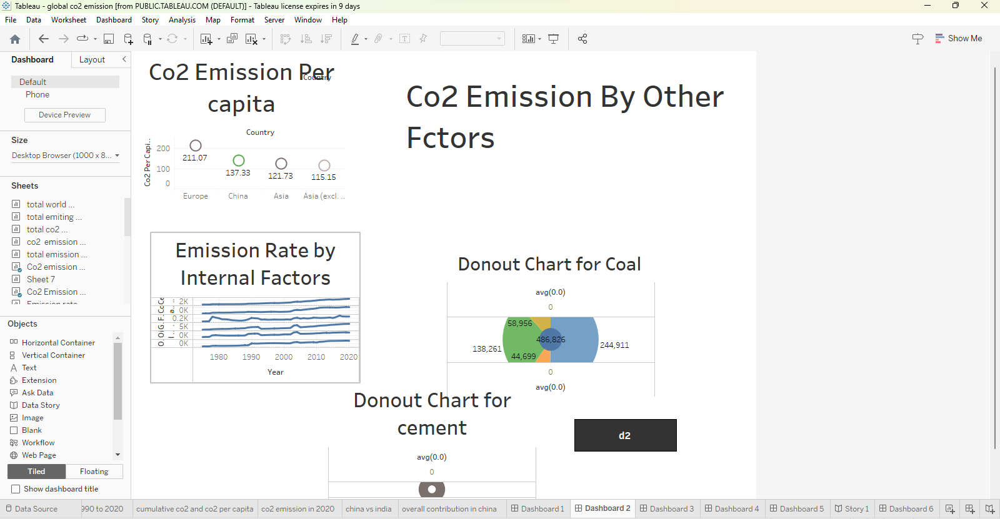 Tableau - global co2 emission [from PUBLIC.TABLEAU.COM (DEFAULT)] - Tableau license expires in 9 days
File Data Worksheet Dashboard Story Analysis Map Format Server Window Help
Show Me
Dashboard Layout
Default
Phone
Device Preview
Size
Desktop Browser (1000 x 8...
Sheets
total world ...
total emiting ...
total co2 ...
co2 emission ...
total emission ...
Co2 emission ...
Sheet 7
Co2 Emission ...
Emission rate
Objects
Horizontal Container
Vertical Container
Text
Extension
Ask Data
Data Story
Image
Blank
Workflow
Web Page
Tiled Floating
Show dashboard title
Co2 Emission Per
capita
Country
Country
Co2 Per Capi..
200
100
0
211.07
137.33
121.73
115.15
Europe China Asia Asia (excl. ..
Co2 Emission By Other
Fctors
Emission Rate by
Internal Factors
2K
0K
0.2K
5K
0K
0K
1980 1990 2000 2010 2020
Year
Donout Chart for Coal
avg(0.0)
0
58,956
486,826
138,261
244,911
44,699
0
avg(0.0)
Donout Chart for
cement
avg(0.0)
0
d2
Data Source 990 to 2020 cumulative co2 and co2 per capita co2 emission in 2020 china vs india overall contribution in china Dashboard 1 Dashboard 2 Dashboard 3 Dashboard 4 Dashboard 5 Story 1 Dashboard 6